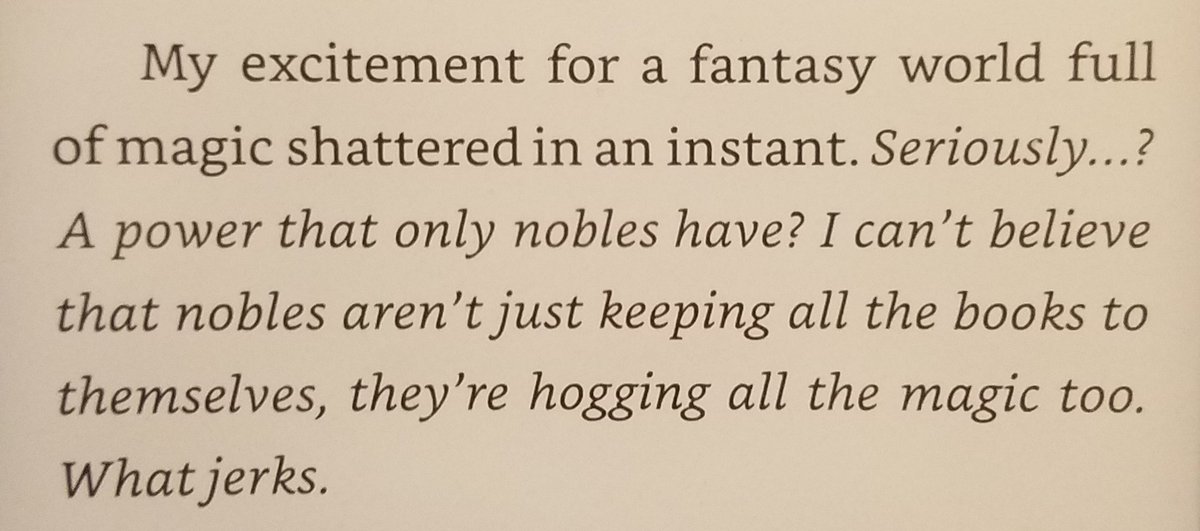 My excitement for a fantasy world full
of magic shattered in an instant. Seriously...?
A power that only nobles have? I can’t believe
that nobles aren’t just keeping all the books to
themselves, they’re hogging all the magic too.
What jerks.